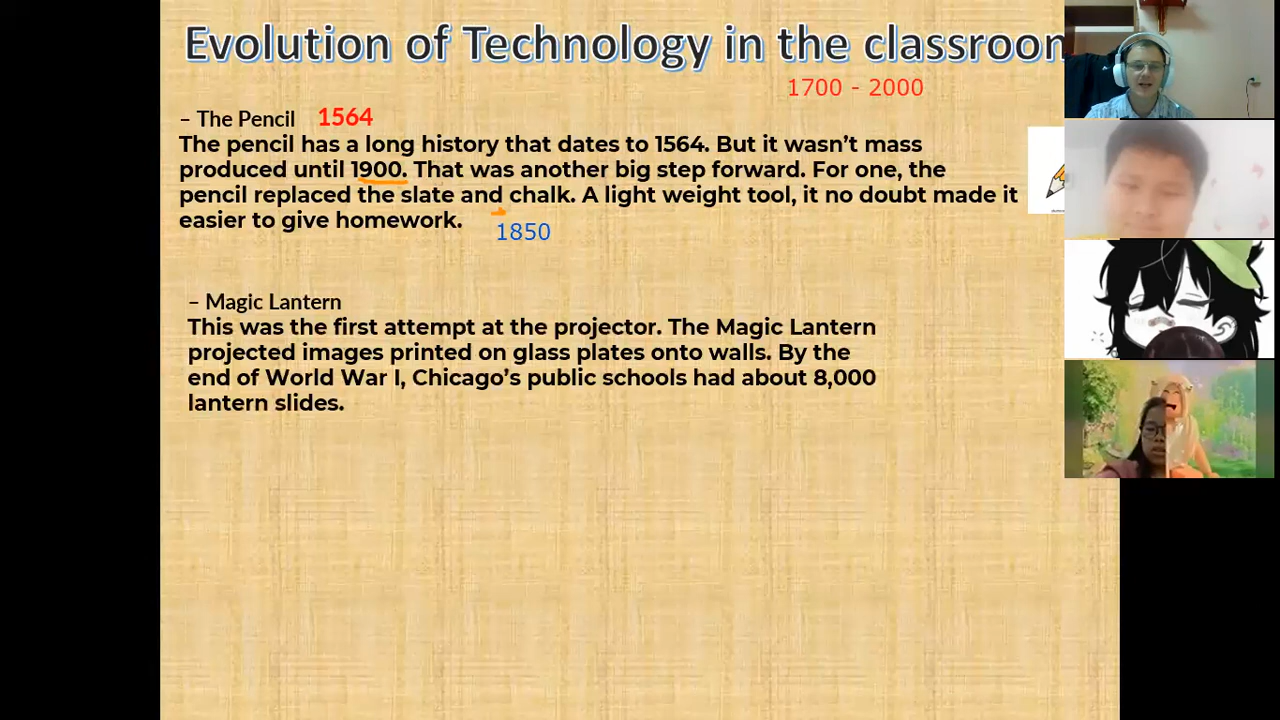 Evolution of Technology in the classroom
1700 - 2000
– The Pencil 1564
The pencil has a long history that dates to 1564. But it wasn’t mass
produced until 1900. That was another big step forward. For one, the
pencil replaced the slate and chalk. A light weight tool, it no doubt made it
easier to give homework.
1850
– Magic Lantern
This was the first attempt at the projector. The Magic Lantern
projected images printed on glass plates onto walls. By the
end of World War I, Chicago’s public schools had about 8,000
lantern slides.